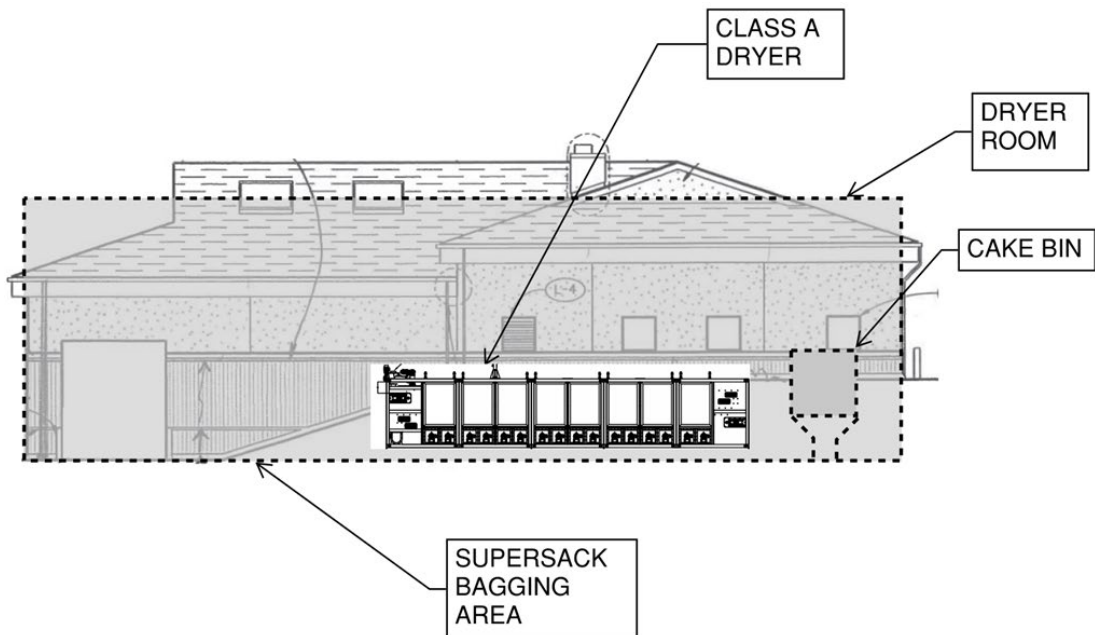 CLASS A
DRYER
DRYER
ROOM
CAKE BIN
L-4
SUPERSACK
BAGGING
AREA